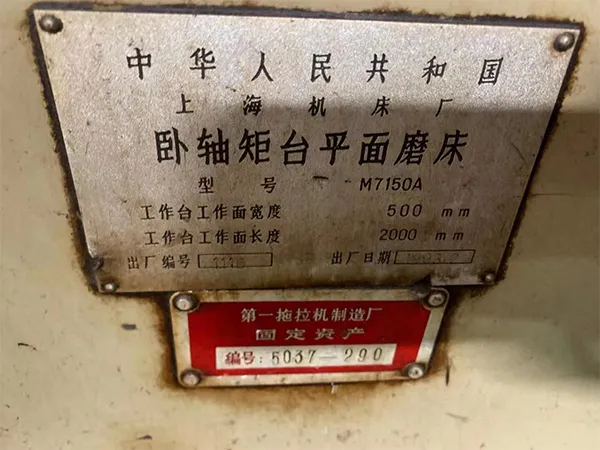 中华人民共和国
上海机床厂
卧轴矩台平面磨床
型号 M7150A
工作台工作面宽度 500 mm
工作台工作面长度 2000 mm
出厂编号 出厂日期
第一拖拉机制造厂
固定资产
编号: 5037—290